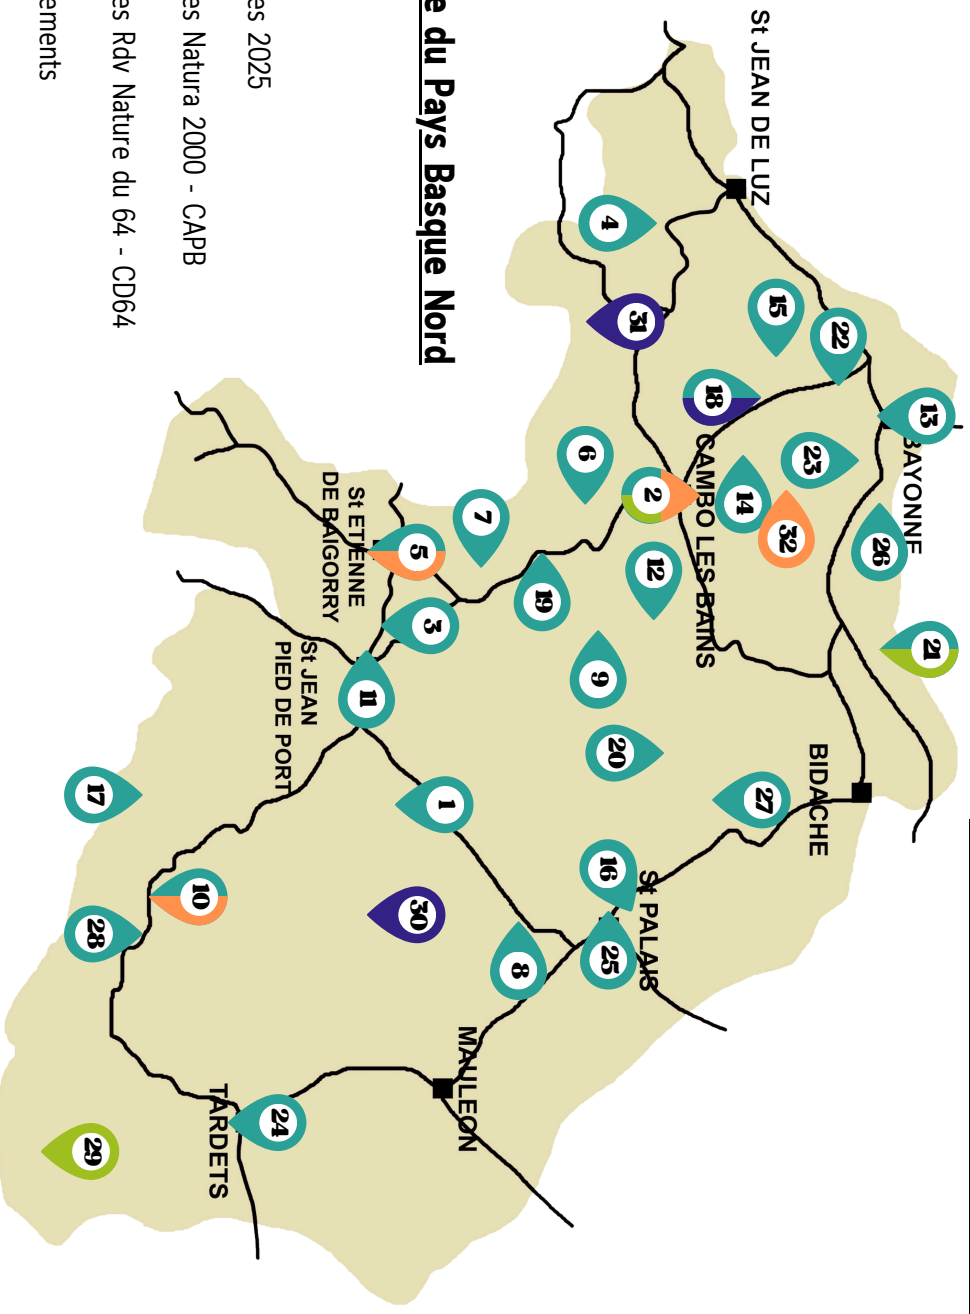 13
21
BAYONNE
26
22
BIDACHE
23
32
15
St JEAN DE LUZ
27
14
18
CAMBO LES BAINS
2
12
St PALAIS
31
20
4
16
25
9
6
19
8
7
MAULEON
e du Pays Basque Nord
1
3
5
30
11
St ETIENNE
DE BAIGORRY
St JEAN
PIED DE PORT
24
es 2025
TARDETS
10
es Natura 2000 - CAPB
es Rdv Nature du 64 - CD64
17
28
29
ements